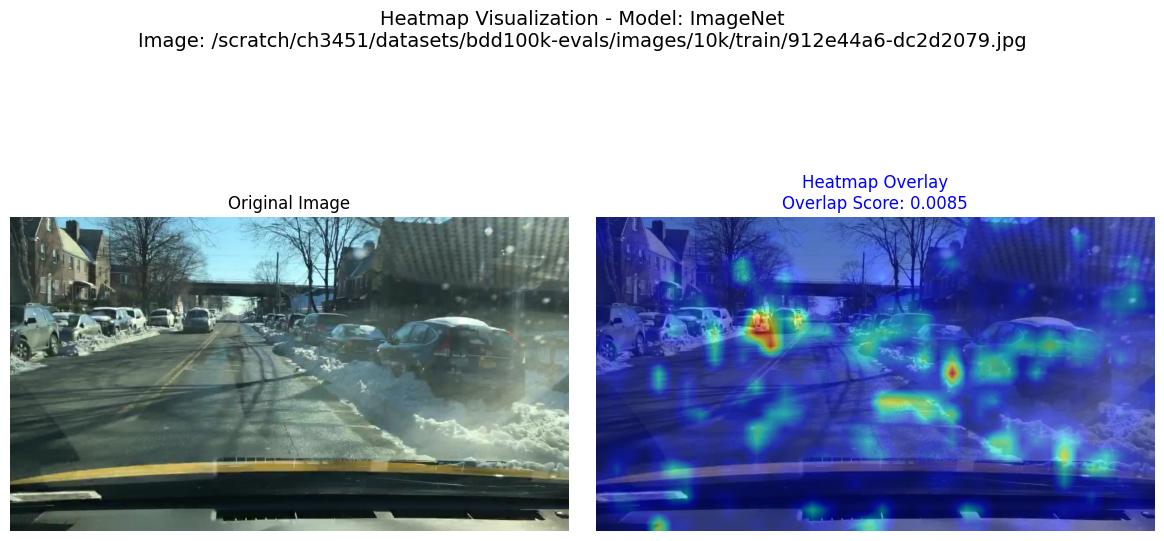 Heatmap Visualization - Model: ImageNet
Image: /scratch/ch3451/datasets/bdd100k-evals/images/10k/train/912e44a6-dc2d2079.jpg
Original Image
Heatmap Overlay
Overlap Score: 0.0085